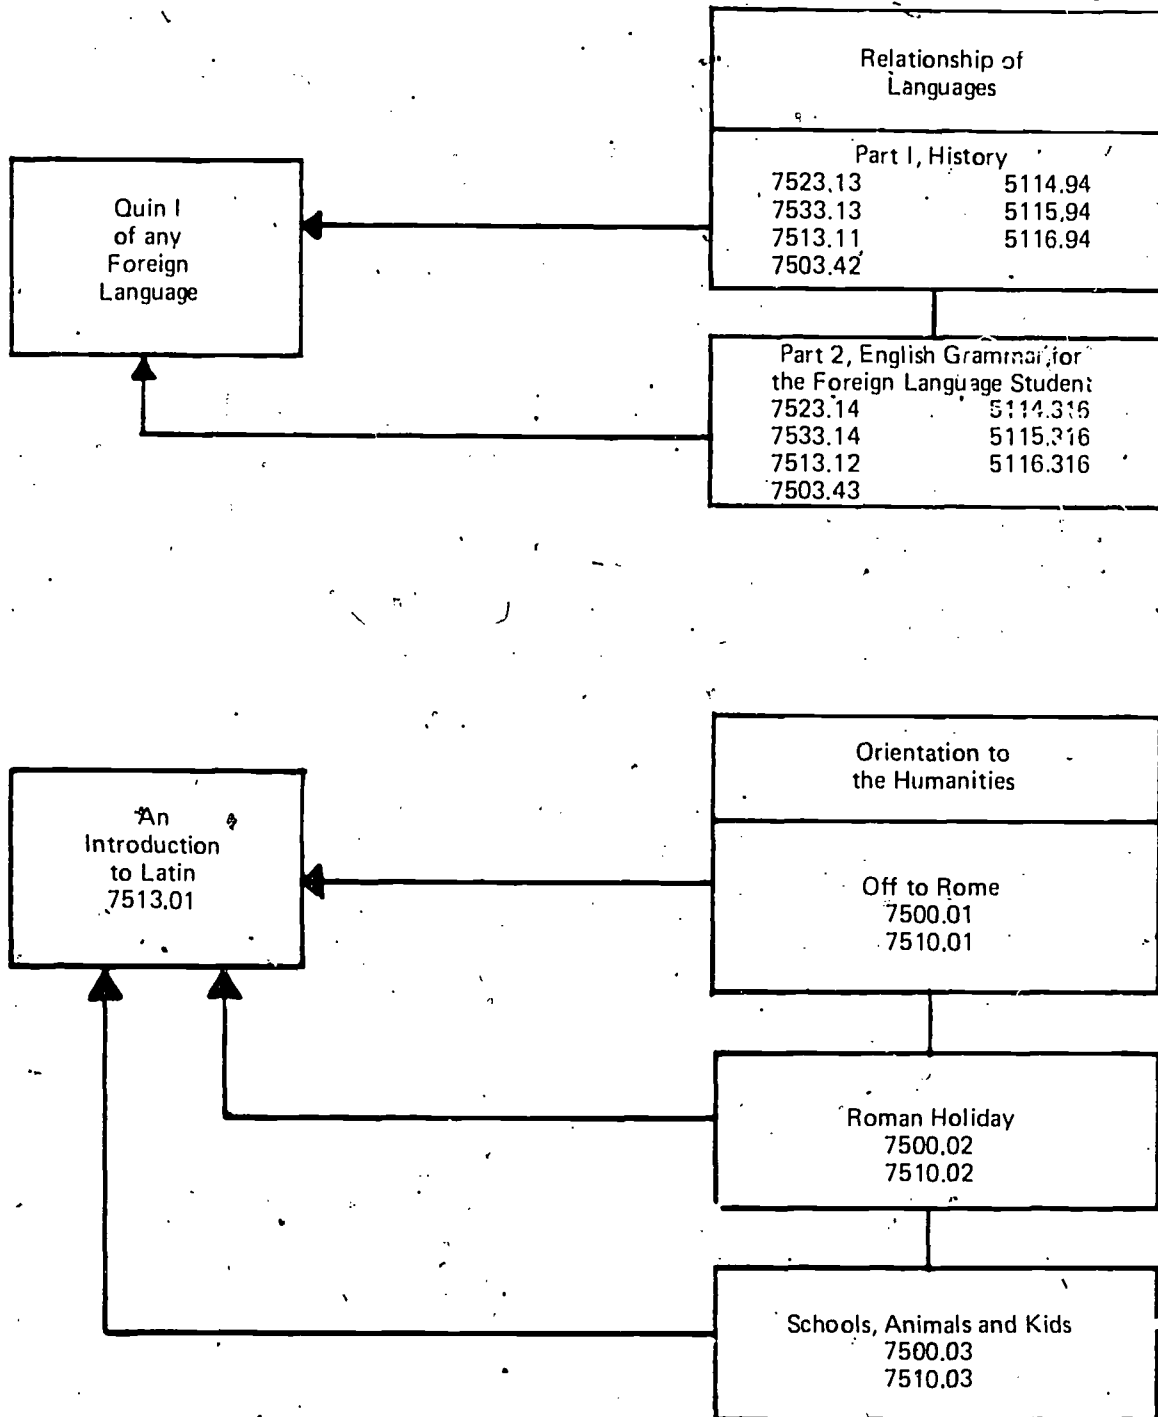 Relationship of
Languages
Part I, History
7523.13 5114.94
7533.13 5115.94
7513.11 5116.94
7503.42
Quin I
of any
Foreign
Language
Part 2, English Grammar for
the Foreign Language Student
7523.14 5114.316
7533.14 5115.316
7513.12 5116.316
7503.43
Orientation to
the Humanities
An
Introduction
to Latin
7513.01
Off to Rome
7500.01
7510.01
Roman Holiday
7500.02
7510.02
Schools, Animals and Kids
7500.03
7510.03